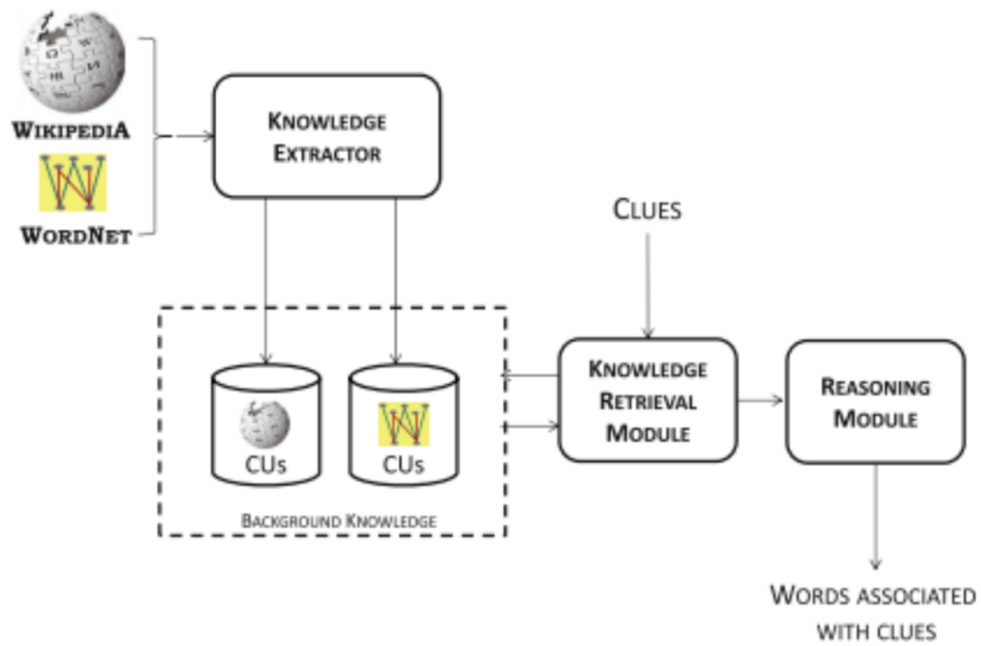 WIKIPEDIA
WORDNET
KNOWLEDGE
EXTRACTOR
CLUES
KNOWLEDGE
RETRIEVAL
MODULE
REASONING
MODULE
CUs
CUs
BACKGROUND KNOWLEDGE
WORDS ASSOCIATED
WITH CLUES